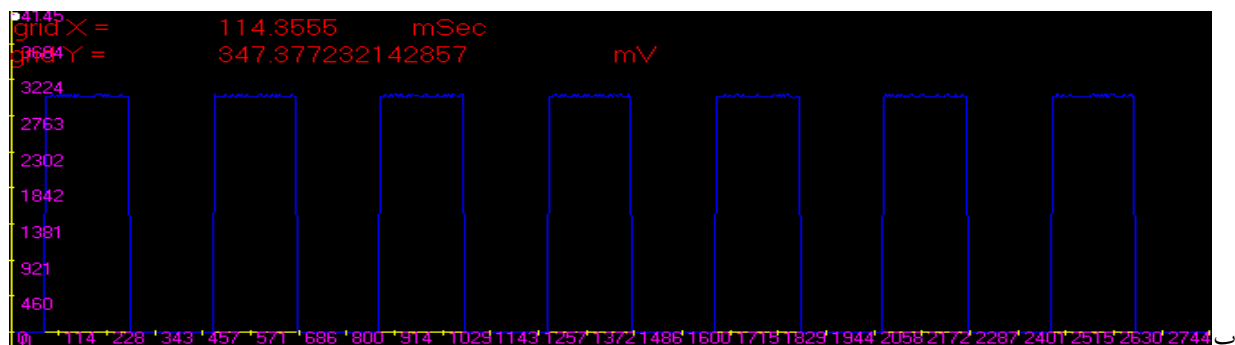 4145
grid X = 114.3555 mSec
3684
grid Y = 347.377232142857 mV
3224
2763
2302
1842
1381
921
460
114 228 343 457 571 686 800 914 1029 1143 1257 1372 1486 1600 1715 1829 1944 2058 2172 2287 2401 2515 2630 2744
ب